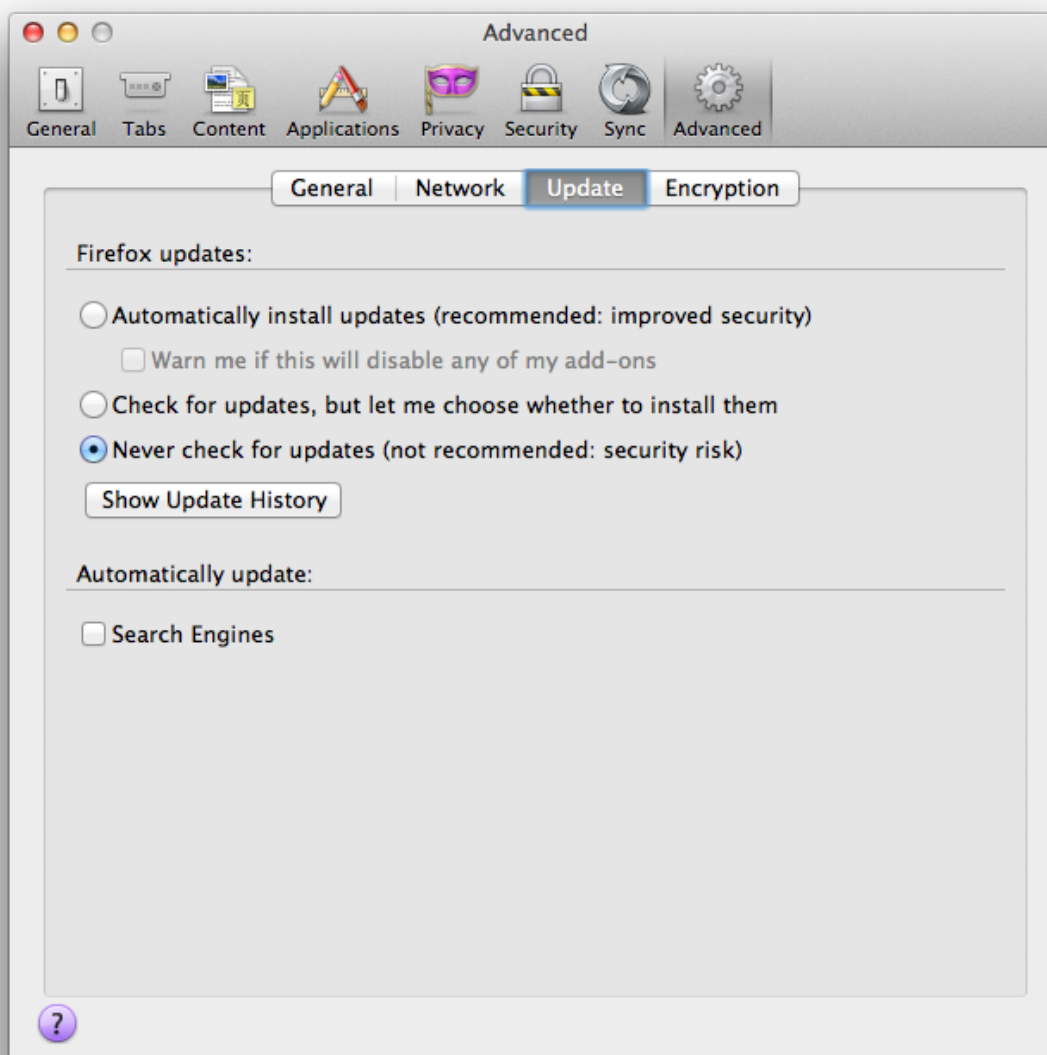 Advanced
General Tabs Content Applications Privacy Security Sync Advanced
General Network Update Encryption
Firefox updates:
Automatically install updates (recommended: improved security)
Warn me if this will disable any of my add-ons
Check for updates, but let me choose whether to install them
Never check for updates (not recommended: security risk)
Show Update History
Automatically update:
Search Engines
?